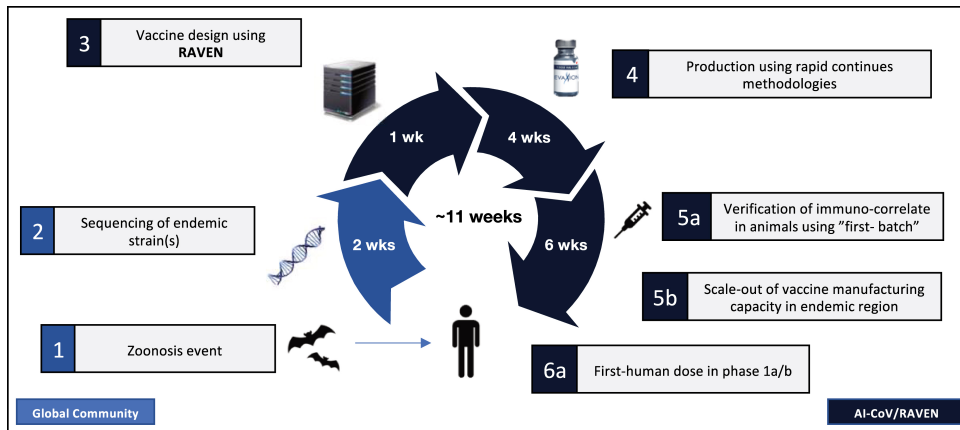 3
Vaccine design using
RAVEN
4
Production using rapid continues
methodologies
1 wk
4 wks
2
Sequencing of endemic
strain(s)
2 wks
~11 weeks
6 wks
5a
Verification of immuno-correlate
in animals using ”first- batch”
5b
Scale-out of vaccine manufacturing
capacity in endemic region
1
Zoonosis event
6a
First-human dose in phase 1a/b
Global Community
AI-CoV/RAVEN